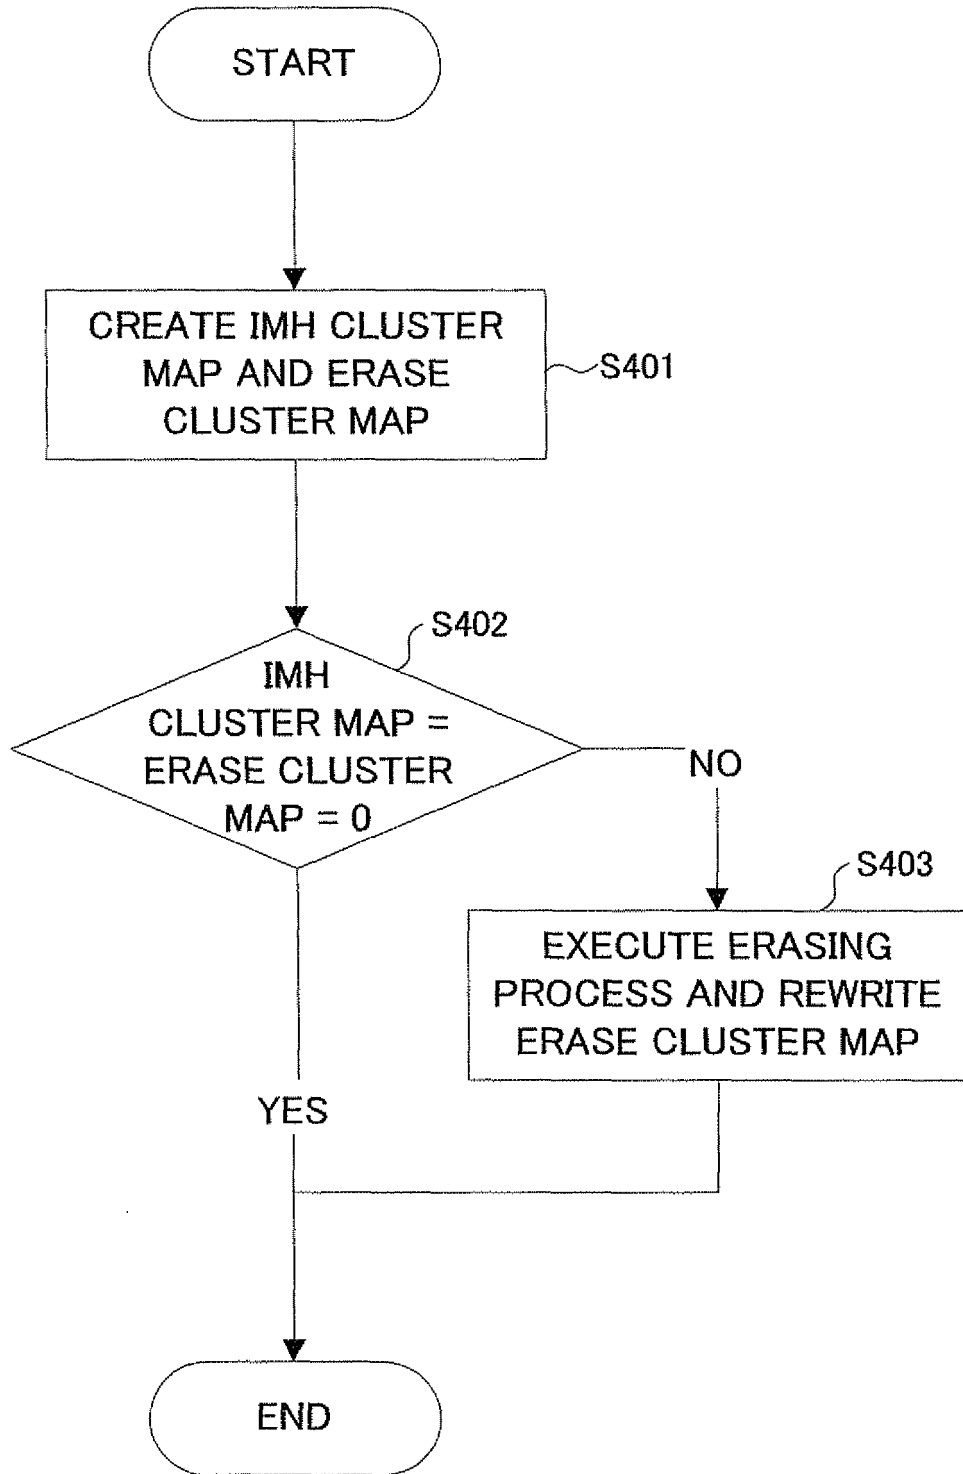 START
CREATE IMH CLUSTER
MAP AND ERASE
CLUSTER MAP
S401
S402
IMH
CLUSTER MAP =
ERASE CLUSTER
MAP = 0
NO
S403
EXECUTE ERASING
PROCESS AND REWRITE
ERASE CLUSTER MAP
YES
END